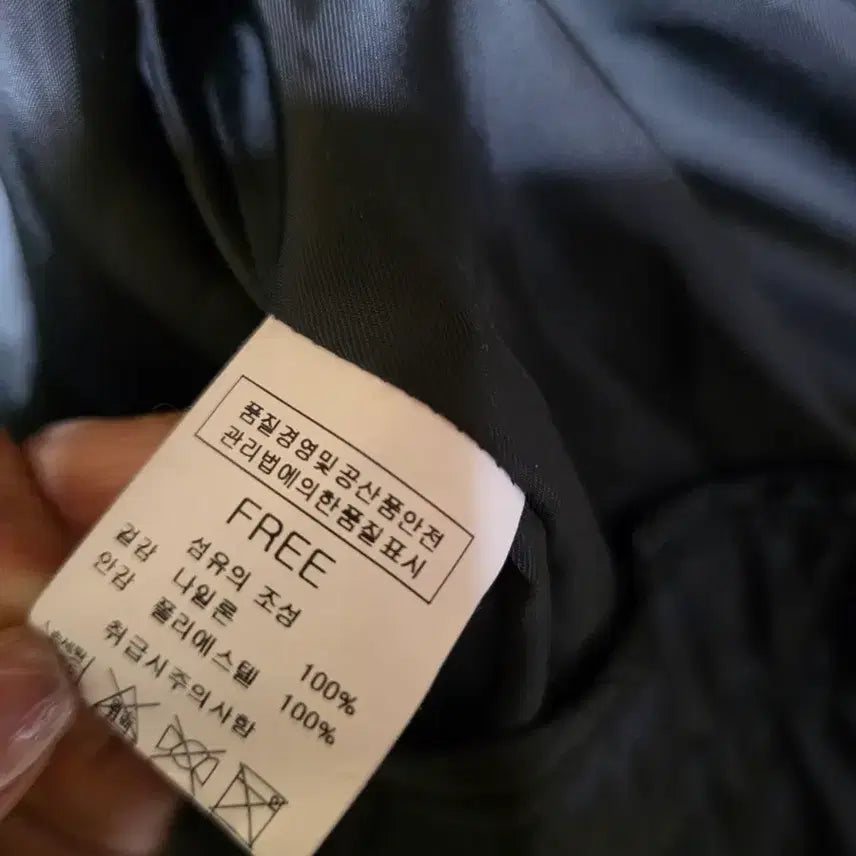 품질경영및공산품안전
관리법에의한품질표시
FREE
섬유의 조성
겉감 나일론 100%
안감 폴리에스텔 100%
취급시주의사항